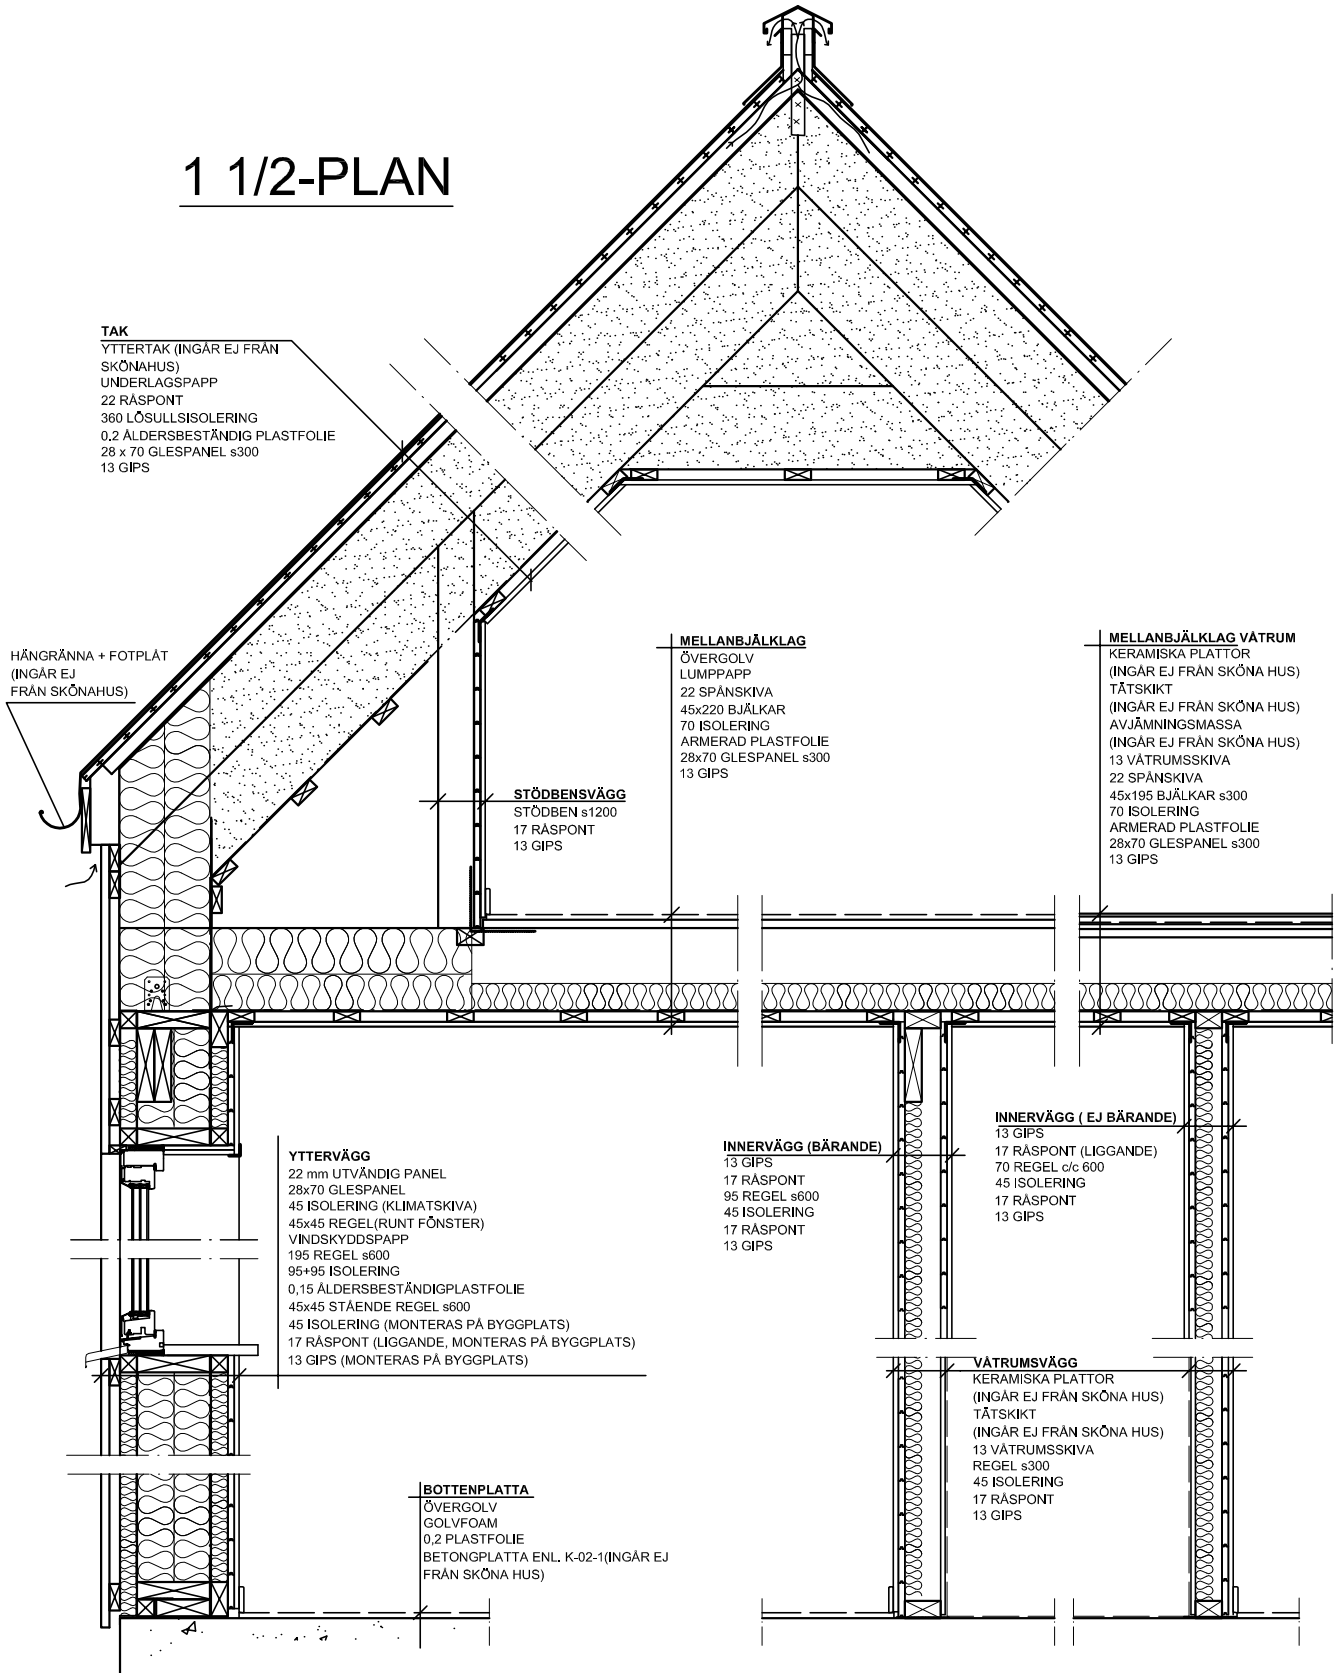 1 1/2-PLAN
TAK
YTTERTAK (INGÅR EJ FRÅN
SKÖNAHUS)
UNDERLAGSPAPP
22 RÅSPONT
360 LÖSULLSISOLERING
0.2 ÅLDERSBESTÄNDIG PLASTFOLIE
28 x 70 GLESPANEL s300
13 GIPS
HÄNGRÄNNA + FOTPLÅT
(INGÅR EJ
FRÅN SKÖNAHUS)
STÖDBENSVÄGG
STÖDBEN s1200
17 RÅSPONT
13 GIPS
MELLANBJÄLKLAG
ÖVERGOLV
LUMPPAPP
22 SPÅNSKIVA
45x220 BJÄLKAR
70 ISOLERING
ARMERAD PLASTFOLIE
28x70 GLESPANEL s300
13 GIPS
MELLANBJÄLKLAG VÅTRUM
KERAMISKA PLATTOR
(INGÅR EJ FRÅN SKÖNA HUS)
TÄTSKIKT
(INGÅR EJ FRÅN SKÖNA HUS)
AVJÄMNINGSMASSA
(INGÅR EJ FRÅN SKÖNA HUS)
13 VÅTRUMSSKIVA
22 SPÅNSKIVA
45x195 BJÄLKAR s300
70 ISOLERING
ARMERAD PLASTFOLIE
28x70 GLESPANEL s300
13 GIPS
YTTERVÄGG
22 mm UTVÄNDIG PANEL
28x70 GLESPANEL
45 ISOLERING (KLIMATSKIVA)
45x45 REGEL(RUNT FÖNSTER)
VINDSKYDDSPAPP
195 REGEL s600
95+95 ISOLERING
0,15 ÅLDERSBESTÄNDIGPLASTFOLIE
45x45 STÅENDE REGEL s600
45 ISOLERING (MONTERAS PÅ BYGGPLATS)
17 RÅSPONT (LIGGANDE, MONTERAS PÅ BYGGPLATS)
13 GIPS (MONTERAS PÅ BYGGPLATS)
INNERVÄGG (BÄRANDE)
13 GIPS
17 RÅSPONT
95 REGEL s600
45 ISOLERING
17 RÅSPONT
13 GIPS
INNERVÄGG ( EJ BÄRANDE)
13 GIPS
17 RÅSPONT (LIGGANDE)
70 REGEL c/c 600
45 ISOLERING
17 RÅSPONT
13 GIPS
VÅTRUMSVÄGG
KERAMISKA PLATTOR
(INGÅR EJ FRÅN SKÖNA HUS)
TÄTSKIKT
(INGÅR EJ FRÅN SKÖNA HUS)
13 VÅTRUMSSKIVA
REGEL s300
45 ISOLERING
17 RÅSPONT
13 GIPS
BOTTENPLATTA
ÖVERGOLV
GOLVFOAM
0,2 PLASTFOLIE
BETONGPLATTA ENL. K-02-1(INGÅR EJ
FRÅN SKÖNA HUS)